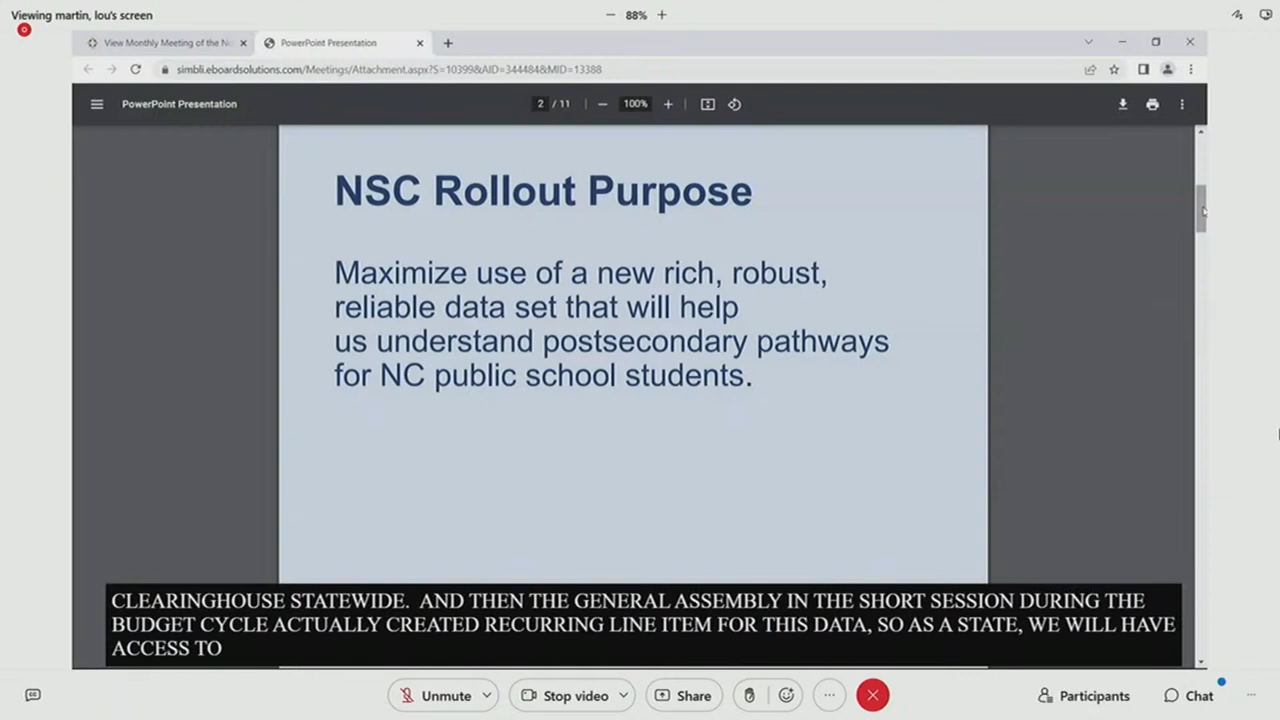 Viewing martin, lou's screen
88%
View Monthly Meeting of the No
PowerPoint Presentation
simbli.eboardsolutions.com/Meetings/Attachment.aspx?S=10399&AID=344484&MID=13388
PowerPoint Presentation
2 / 11
100%
NSC Rollout Purpose
Maximize use of a new rich, robust,
reliable data set that will help
us understand postsecondary pathways
for NC public school students.
CLEARINGHOUSE STATEWIDE. AND THEN THE GENERAL ASSEMBLY IN THE SHORT SESSION DURING THE
BUDGET CYCLE ACTUALLY CREATED RECURRING LINE ITEM FOR THIS DATA, SO AS A STATE, WE WILL HAVE
ACCESS TO
Unmute
Stop video
Share
Participants
Chat